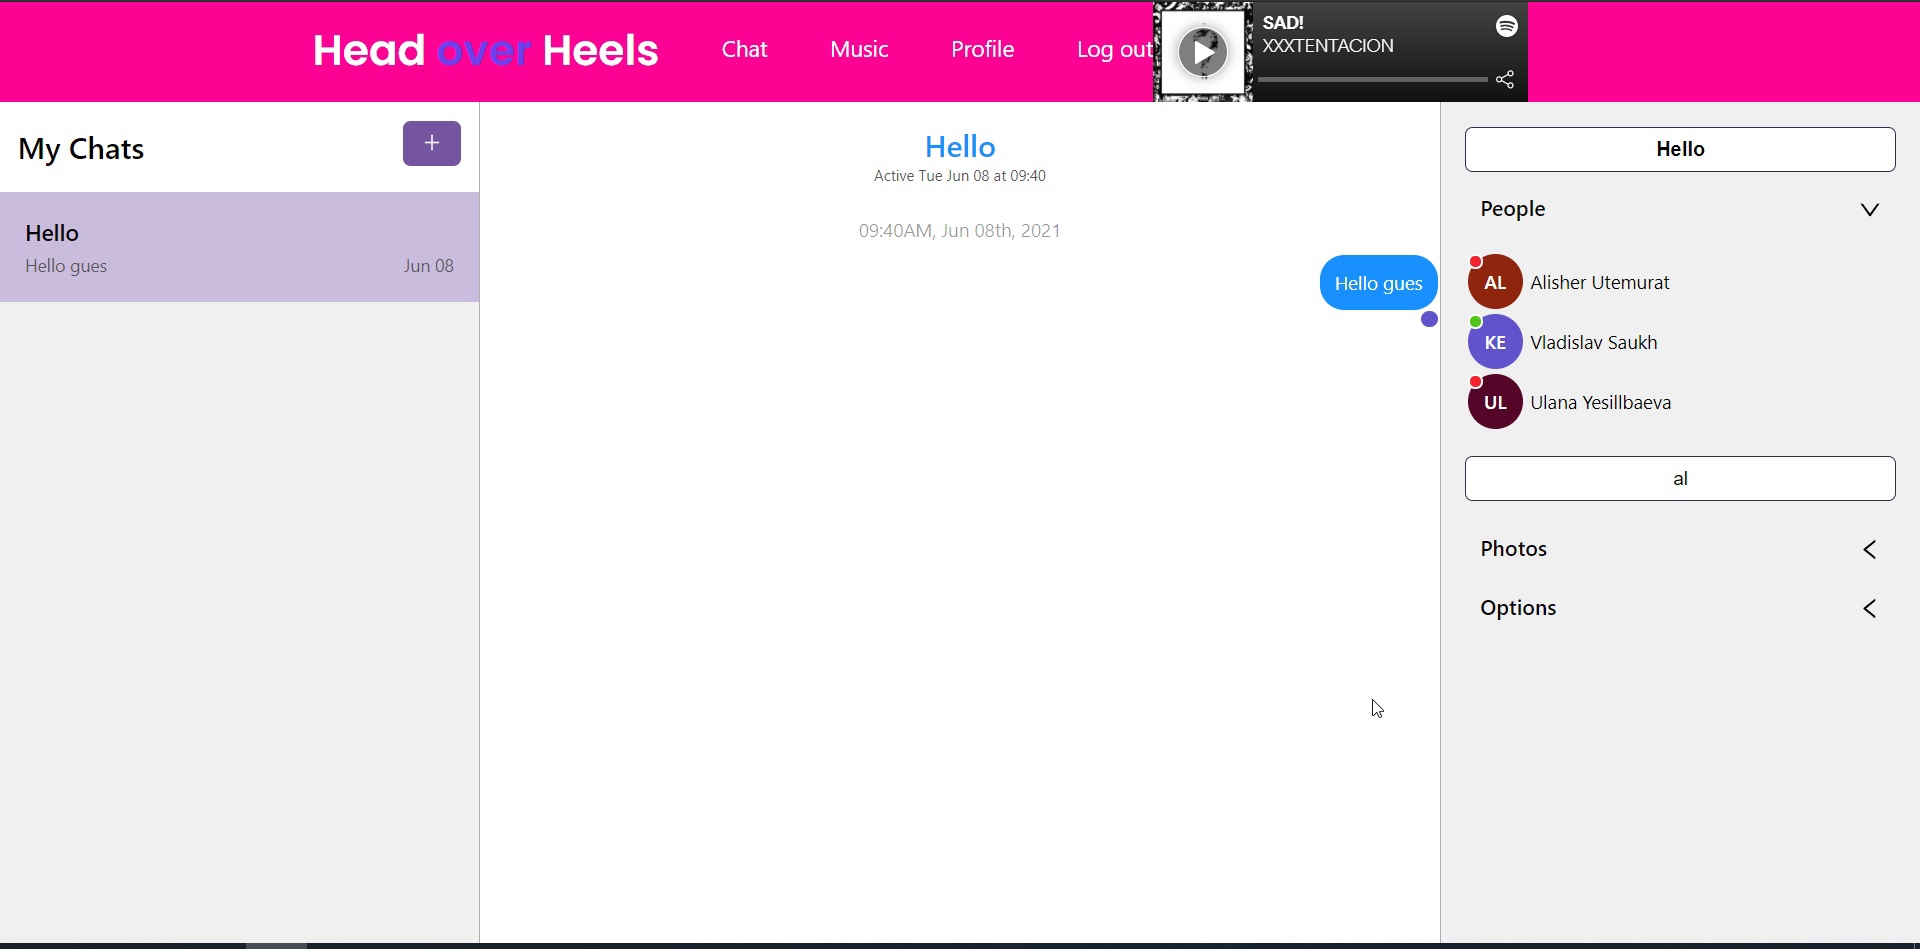 Head over Heels
Chat
Music
Profile
Log out
SAD!
XXXTENTACION
My Chats
+
Hello
Hello gues
Jun 08
Hello
Active Tue Jun 08 at 09:40
09:40AM, Jun 08th, 2021
Hello gues
Hello
People
AL Alisher Utemurat
KE Vladislav Saukh
UL Ulana Yesillbaeva
al
Photos
Options